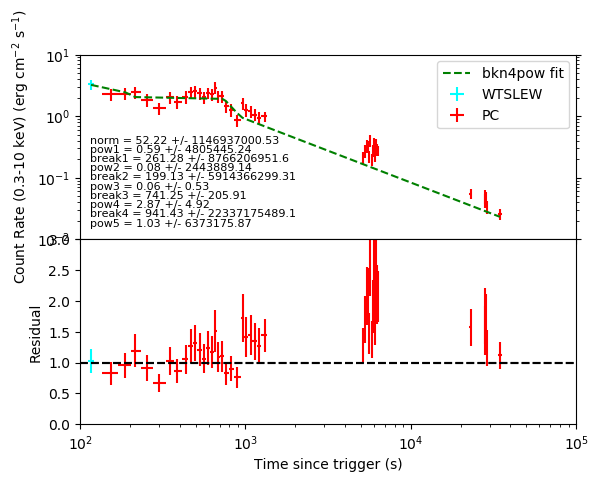 Count Rate (0.3-10 keV) (erg cm⁻² s⁻¹)
10¹
10⁰
10⁻¹
10⁻²
bkn4pow fit
WTSLEW
PC
norm = 52.22 +/- 1146937000.53
pow1 = 0.59 +/- 4805445.24
break1 = 261.28 +/- 8766206951.6
pow2 = 0.08 +/- 2443889.14
break2 = 199.13 +/- 5914366299.31
pow3 = 0.06 +/- 0.53
break3 = 741.25 +/- 205.91
pow4 = 2.87 +/- 4.92
break4 = 941.43 +/- 22337175489.1
pow5 = 1.03 +/- 6373175.87
Residual
3.0
2.5
2.0
1.5
1.0
0.5
0.0
10² 10³ 10⁴ 10⁵
Time since trigger (s)